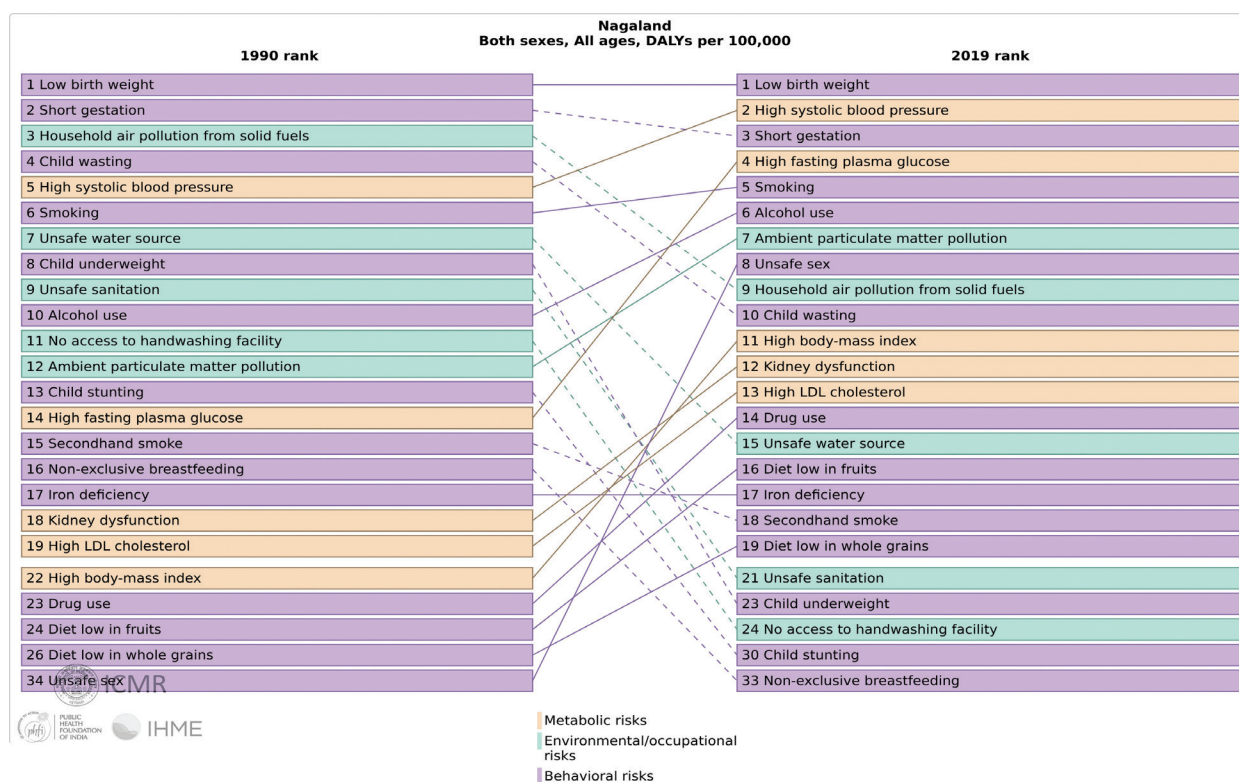 Nagaland
Both sexes, All ages, DALYs per 100,000
1990 rank
2019 rank
1 Low birth weight
2 Short gestation
3 Household air pollution from solid fuels
4 Child wasting
5 High systolic blood pressure
6 Smoking
7 Unsafe water source
8 Child underweight
9 Unsafe sanitation
10 Alcohol use
11 No access to handwashing facility
12 Ambient particulate matter pollution
13 Child stunting
14 High fasting plasma glucose
15 Secondhand smoke
16 Non-exclusive breastfeeding
17 Iron deficiency
18 Kidney dysfunction
19 High LDL cholesterol
22 High body-mass index
23 Drug use
24 Diet low in fruits
26 Diet low in whole grains
34 Unsafe sex
1 Low birth weight
2 High systolic blood pressure
3 Short gestation
4 High fasting plasma glucose
5 Smoking
6 Alcohol use
7 Ambient particulate matter pollution
8 Unsafe sex
9 Household air pollution from solid fuels
10 Child wasting
11 High body-mass index
12 Kidney dysfunction
13 High LDL cholesterol
14 Drug use
15 Unsafe water source
16 Diet low in fruits
17 Iron deficiency
18 Secondhand smoke
19 Diet low in whole grains
21 Unsafe sanitation
23 Child underweight
24 No access to handwashing facility
30 Child stunting
33 Non-exclusive breastfeeding
ICMR
phfi
PUBLIC
HEALTH
FOUNDATION
OF INDIA
IHME
Metabolic risks
Environmental/occupational
risks
Behavioral risks